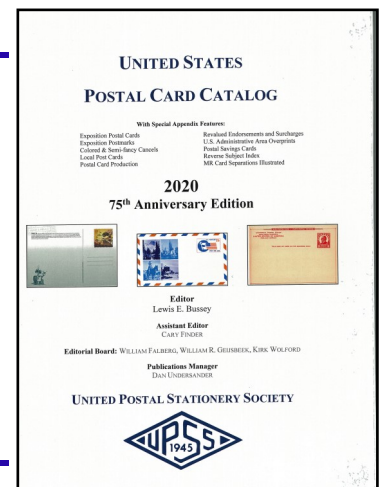 UNITED STATES
POSTAL CARD CATALOG
With Special Appendix Features:
Exposition Postal Cards
Exposition Postmarks
Colored & Semi-fancy Cancels
Local Post Cards
Postal Card Production
Revalued Endorsements and Surcharges
U.S. Administrative Area Overprints
Postal Savings Cards
Reverse Subject Index
MR Card Separations Illustrated
2020
75th Anniversary Edition
Editor
Lewis E. Bussey
Assistant Editor
CARY FINDER
Editorial Board: WILLIAM FALBERG, WILLIAM R. GEIJSBEEK, KIRK WOLFORD
Publications Manager
DAN UNDERSANDER
UNITED POSTAL STATIONERY SOCIETY
UPSS
1945